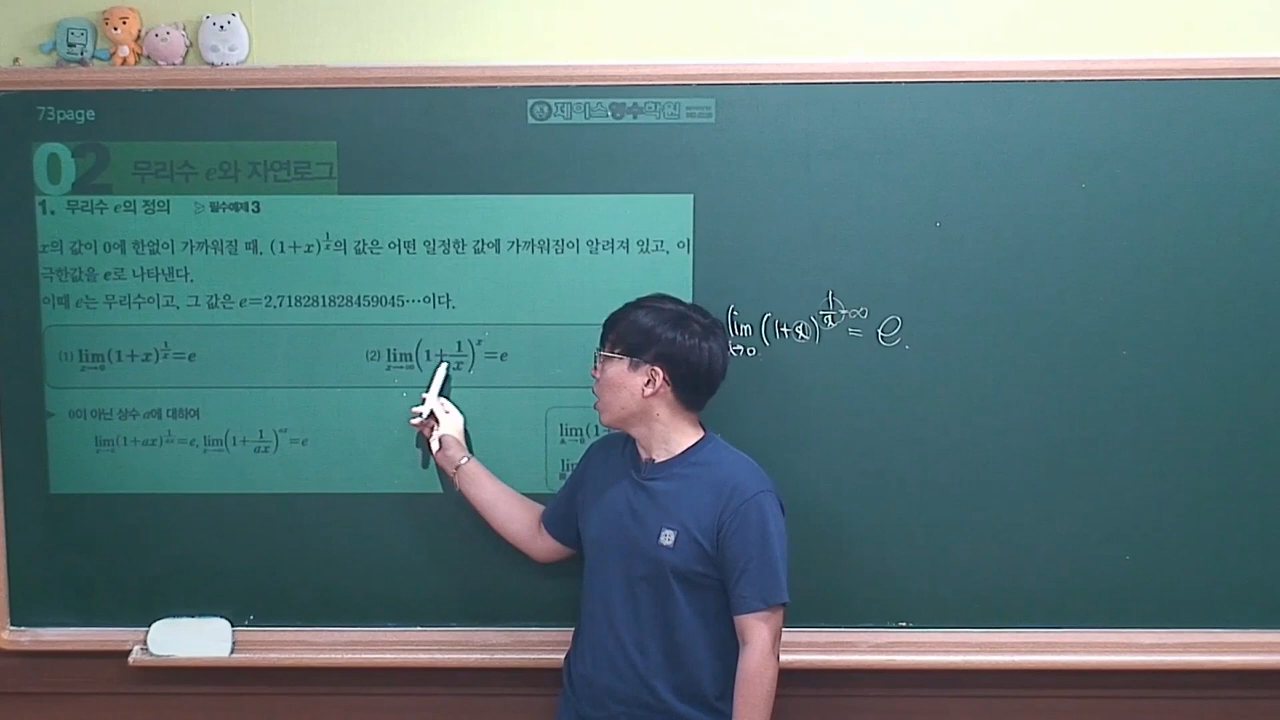 73page
제이스영수학원
02 무리수 e와 자연로그
1. 무리수 e의 정의 ▷ 필수예제 3
x의 값이 0에 한없이 가까워질 때, (1+x)^{1/x}의 값은 어떤 일정한 값에 가까워짐이 알려져 있고, 이
극한값을 e로 나타낸다.
이때 e는 무리수이고, 그 값은 e=2.718281828459045⋯이다.
(1) lim_{x→0}(1+x)^{1/x}=e (2) lim_{x→∞}(1+1/x)^x=e
lim (1+x)^{1/x →∞} = e.
▶ 0이 아닌 상수 a에 대하여
lim_{x→0}(1+ax)^{1/ax}=e, lim_{x→∞}(1+1/ax)^{ax}=e
lim(1+
lim